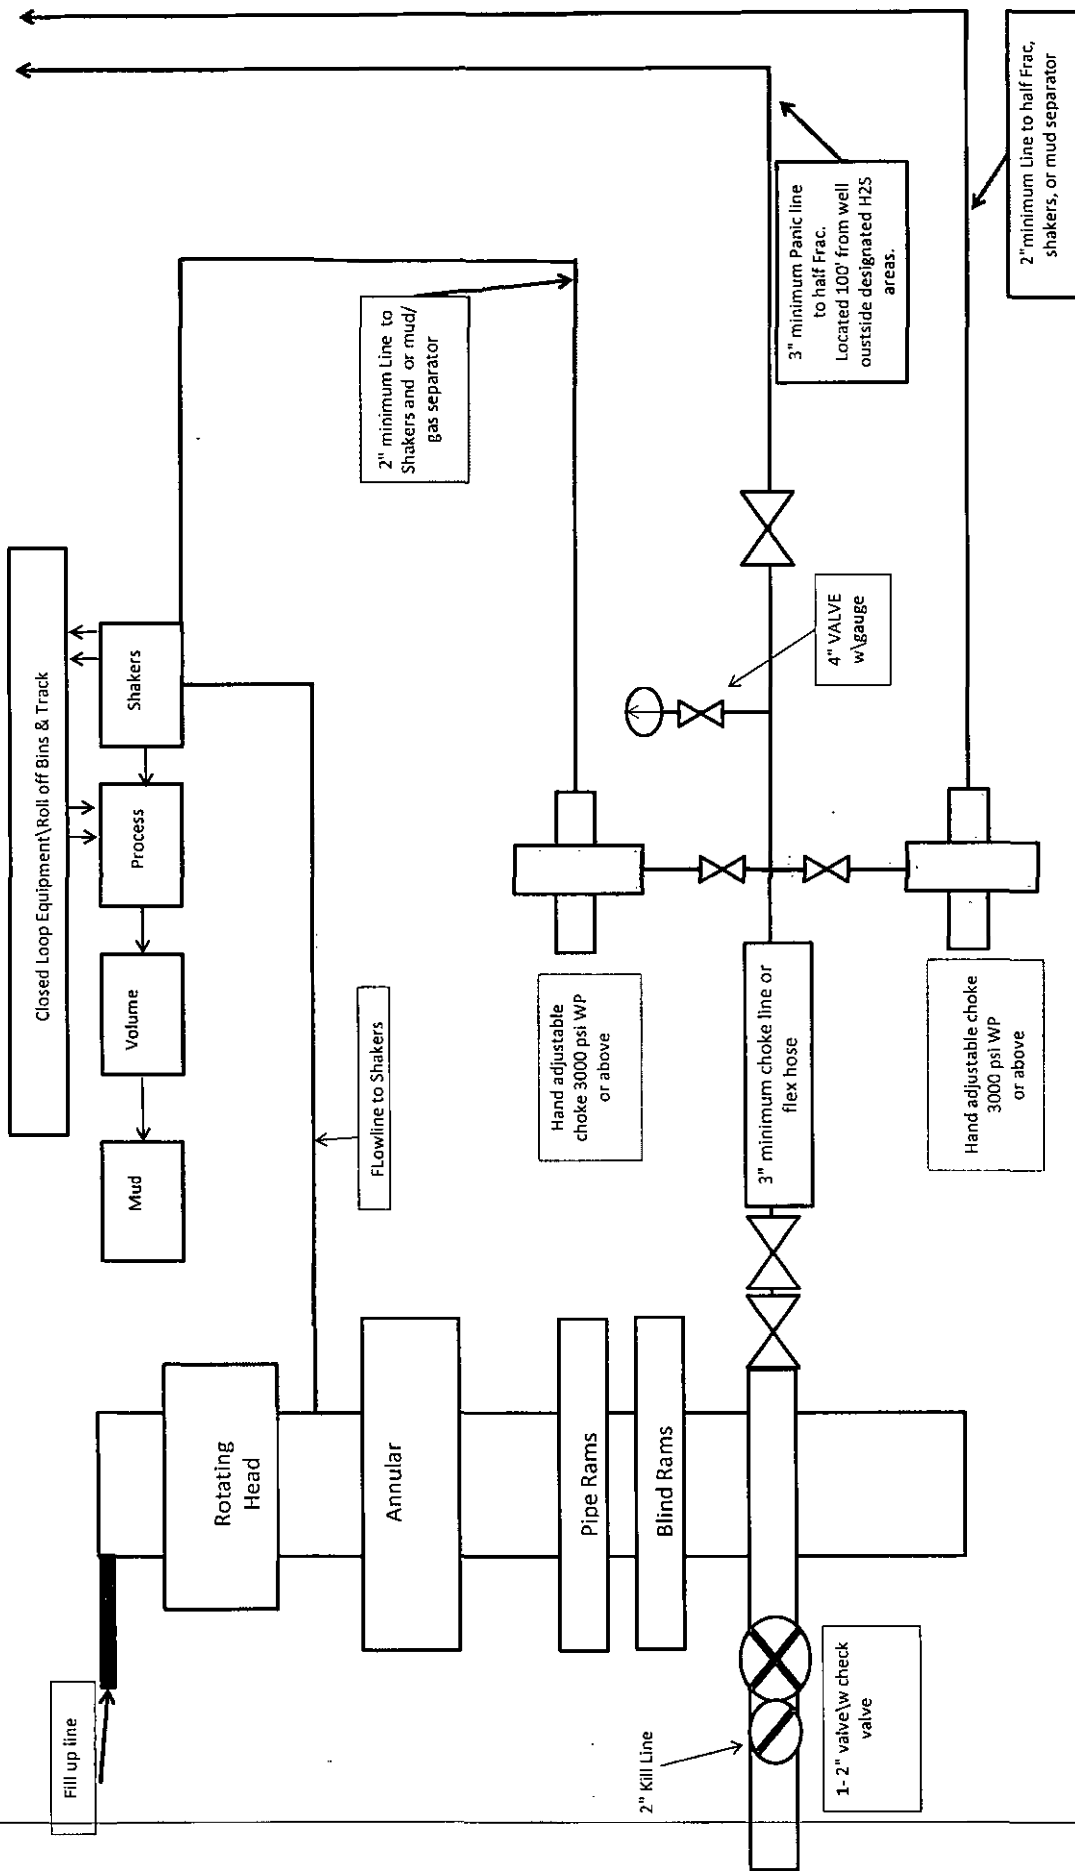 Closed Loop Equipment\Roll off Bins & Track
Mud
Volume
Process
Shakers
Fill up line
Rotating
Head
FLowline to Shakers
Annular
2" minimum Line to
Shakers and or mud/
gas separator
Pipe Rams
Blind Rams
Hand adjustable
choke 3000 psi WP
or above
2" Kill Line
3" minimum choke line or
flex hose
4" VALVE
w\gauge
3" minimum Panic line
to half Frac.
Located 100' from well
oustside designated H2S
areas.
1- 2" valve\w check
valve
Hand adjustable choke
3000 psi WP
or above
2"minimum Line to half Frac,
shakers, or mud separator